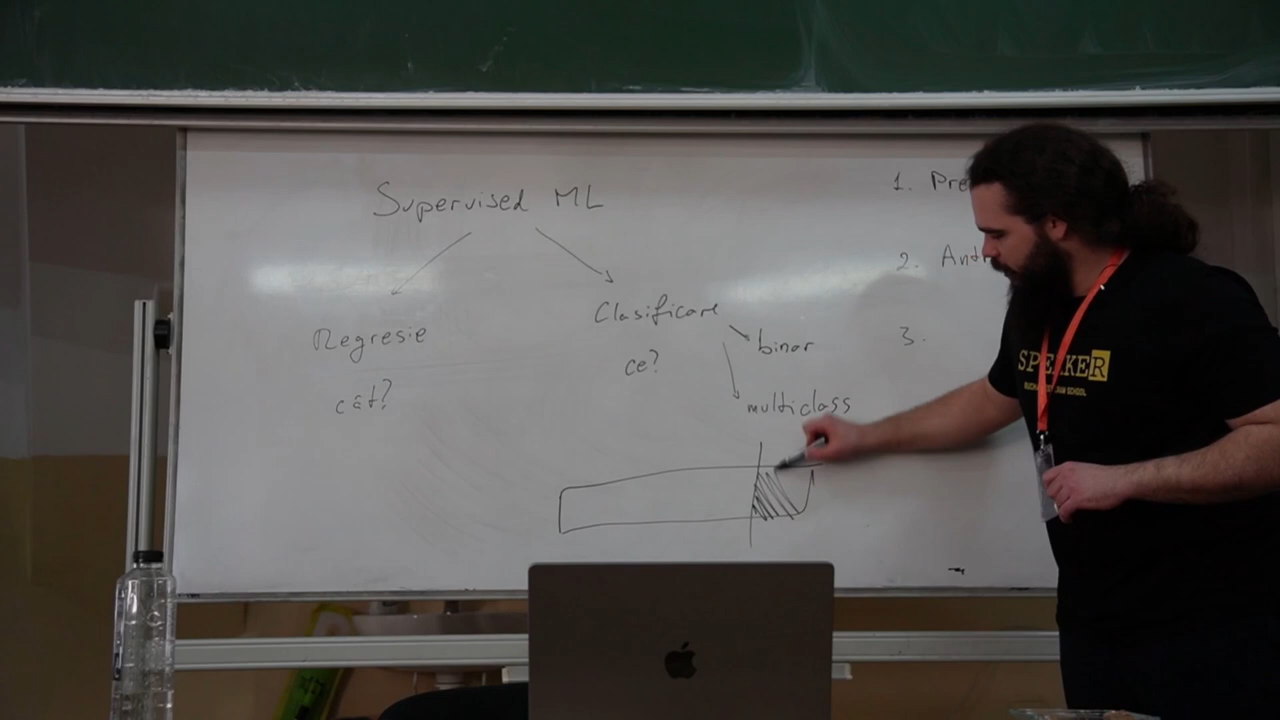 Supervised ML
Regresie
cât?
Clasificare
ce?
binar
multiclass
1. Pre
2. Andr
3.
SPEAKER